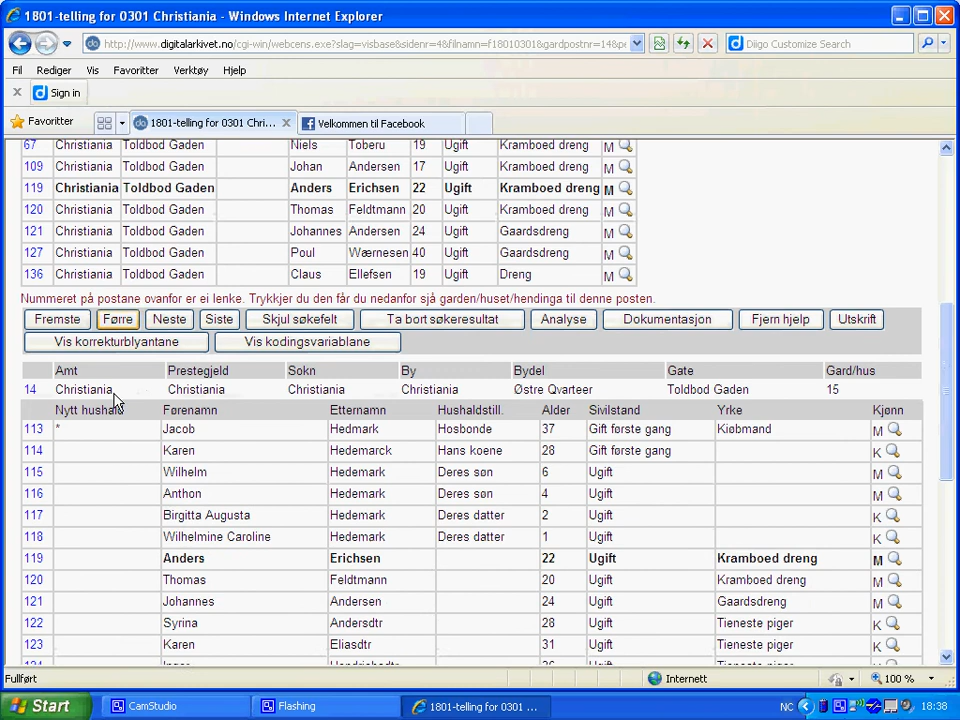 1801-telling for 0301 Christiania - Windows Internet Explorer
http://www.digitalarkivet.no/cgi-win/webcens.exe?slag=visbase&sidenr=4&filnamn=f18010301&gardpostnr=14&pe
Diigo Customize Search
Fil Rediger Vis Favoritter Verktøy Hjelp
Sign in
Favoritter 1801-telling for 0301 Chri... Velkommen til Facebook
67 Christiania Toldbod Gaden Niels Toberu 19 Ugift Kramboed dreng M
109 Christiania Toldbod Gaden Johan Andersen 17 Ugift Kramboed dreng M
119 Christiania Toldbod Gaden Anders Erichsen 22 Ugift Kramboed dreng M
120 Christiania Toldbod Gaden Thomas Feldtmann 20 Ugift Kramboed dreng M
121 Christiania Toldbod Gaden Johannes Andersen 24 Ugift Gaardsdreng M
127 Christiania Toldbod Gaden Poul Wærnesen 40 Ugift Gaardsdreng M
136 Christiania Toldbod Gaden Claus Ellefsen 19 Ugift Dreng M
Nummeret på postane ovanfor er ei lenke. Trykkjer du den får du nedanfor sjå garden/huset/hendinga til denne posten.
Fremste Førre Neste Siste Skjul søkefelt Ta bort søkeresultat Analyse Dokumentasjon Fjern hjelp Utskrift
Vis korrekturblyantane Vis kodingsvariablane
Amt Prestegjeld Sokn By Bydel Gate Gard/hus
14 Christiania Christiania Christiania Christiania Østre Qvarteer Toldbod Gaden 15
Nytt hushald Førenamn Etternamn Hushaldstill. Alder Sivilstand Yrke Kjønn
113 * Jacob Hedmark Hosbonde 37 Gift første gang Kiøbmand M
114 Karen Hedemarck Hans koene 28 Gift første gang K
115 Wilhelm Hedemark Deres søn 6 Ugift M
116 Anthon Hedemark Deres søn 4 Ugift M
117 Birgitta Augusta Hedemark Deres datter 2 Ugift K
118 Wilhelmine Caroline Hedemark Deres datter 1 Ugift K
119 Anders Erichsen 22 Ugift Kramboed dreng M
120 Thomas Feldtmann 20 Ugift Kramboed dreng M
121 Johannes Andersen 24 Ugift Gaardsdreng M
122 Syrina Andersdtr 28 Ugift Tieneste piger K
123 Karen Eliasdtr 31 Ugift Tieneste piger K
Ugift Tieneste piger
Fullført Internett 100 %
Start CamStudio Flashing 1801-telling for 0301 ... NC 18:38